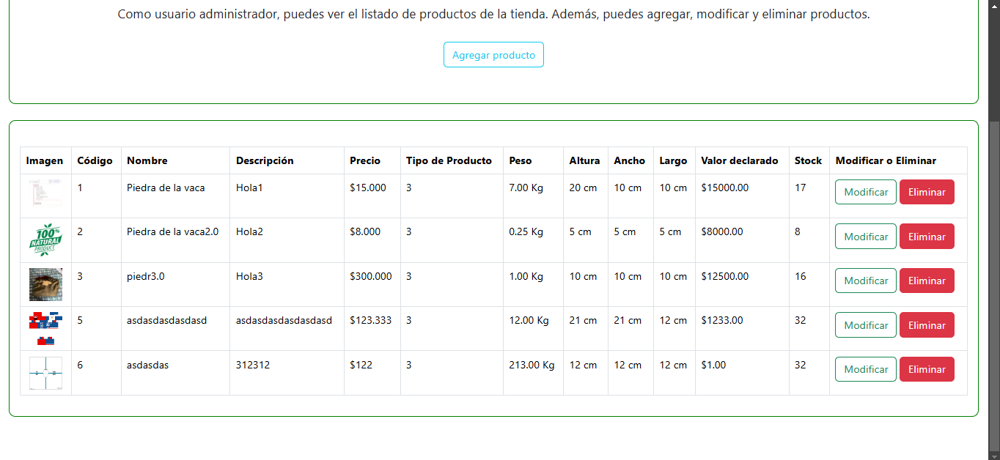 Como usuario administrador, puedes ver el listado de productos de la tienda. Además, puedes agregar, modificar y eliminar productos.
Agregar producto
Imagen Código Nombre Descripción Precio Tipo de Producto Peso Altura Ancho Largo Valor declarado Stock Modificar o Eliminar
1 Piedra de la vaca Hola1 $15.000 3 7.00 Kg 20 cm 10 cm 10 cm $15000.00 17 Modificar Eliminar
100% NATURAL PRODUCT 2 Piedra de la vaca2.0 Hola2 $8.000 3 0.25 Kg 5 cm 5 cm 5 cm $8000.00 8 Modificar Eliminar
3 piedr3.0 Hola3 $300.000 3 1.00 Kg 10 cm 10 cm 10 cm $12500.00 16 Modificar Eliminar
5 asdasdasdasdasd asdasdasdasdasdasd $123.333 3 12.00 Kg 21 cm 21 cm 12 cm $1233.00 32 Modificar Eliminar
6 asdasdas 312312 $122 3 213.00 Kg 12 cm 12 cm 12 cm $1.00 32 Modificar Eliminar